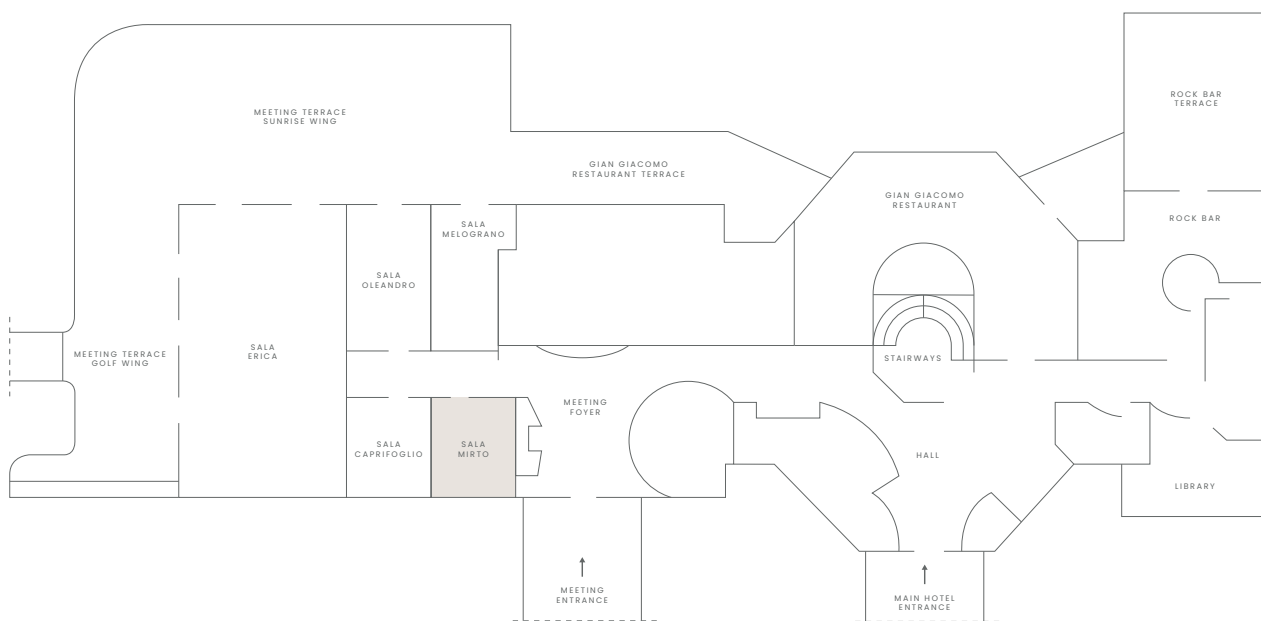 MEETING TERRACE
SUNRISE WING
ROCK BAR
TERRACE
GIAN GIACOMO
RESTAURANT TERRACE
GIAN GIACOMO
RESTAURANT
ROCK BAR
SALA
MELOGRANO
SALA
OLEANDRO
MEETING TERRACE
GOLF WING
SALA
ERICA
STAIRWAYS
MEETING
FOYER
SALA
CAPRIFOGLIO
SALA
MIRTO
HALL
LIBRARY
MEETING
ENTRANCE
MAIN HOTEL
ENTRANCE